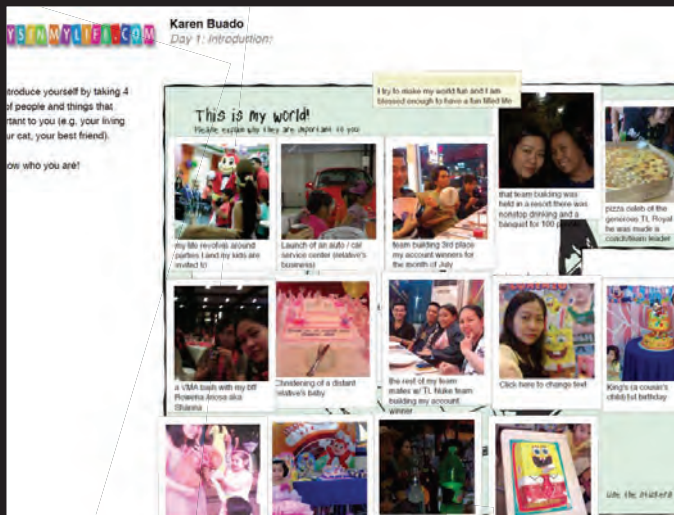 YSINMYLIFE.COM
Karen Buado
Day 1: Introduction:
ntroduce yourself by taking 4
of people and things that
rtant to you (e.g. your living
ur cat, your best friend).
ow who you are!
This is my world!
Please explain why they are important to you
I try to make my world fun and I am
blessed enough to have a fun filled life
my life revolves around
parties I and my kids are
invited to
Launch of an auto / car
service center (relative's
business)
team building 3rd place
my account winners for
the month of July
that team building was
held in a resort there was
nonstop drinking and a
banquet for 100
pizza celeb of the
generous TL Royal
he was made a
coach/team leader
a VMA bash with my bff
Rowema
aka
Shanna
Christening of a distant
relative's baby
the rest of my team
mates w/ TL Nuke team
building my account
winner
Click here to change text
King's (a cousin's
child) 1st birthday
use the stickers